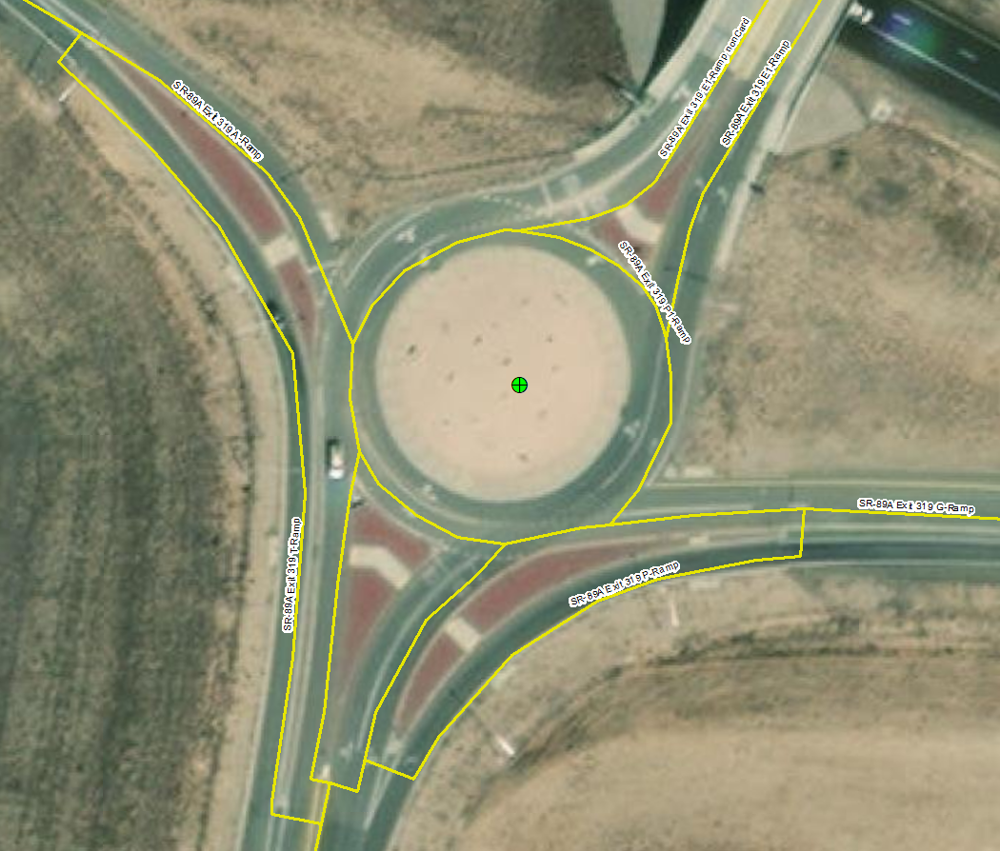 SR-89A Exit 319 E1-Ramp nonCard
SR-89A Exit 319 E1-Ramp
SR-89A Exit 319 A-Ramp
SR-89A Exit 319 P1-Ramp
SR-89A Exit 319 G-Ramp
SR-89A Exit 319 T-Ramp
SR-89A Exit 319 P-Ramp